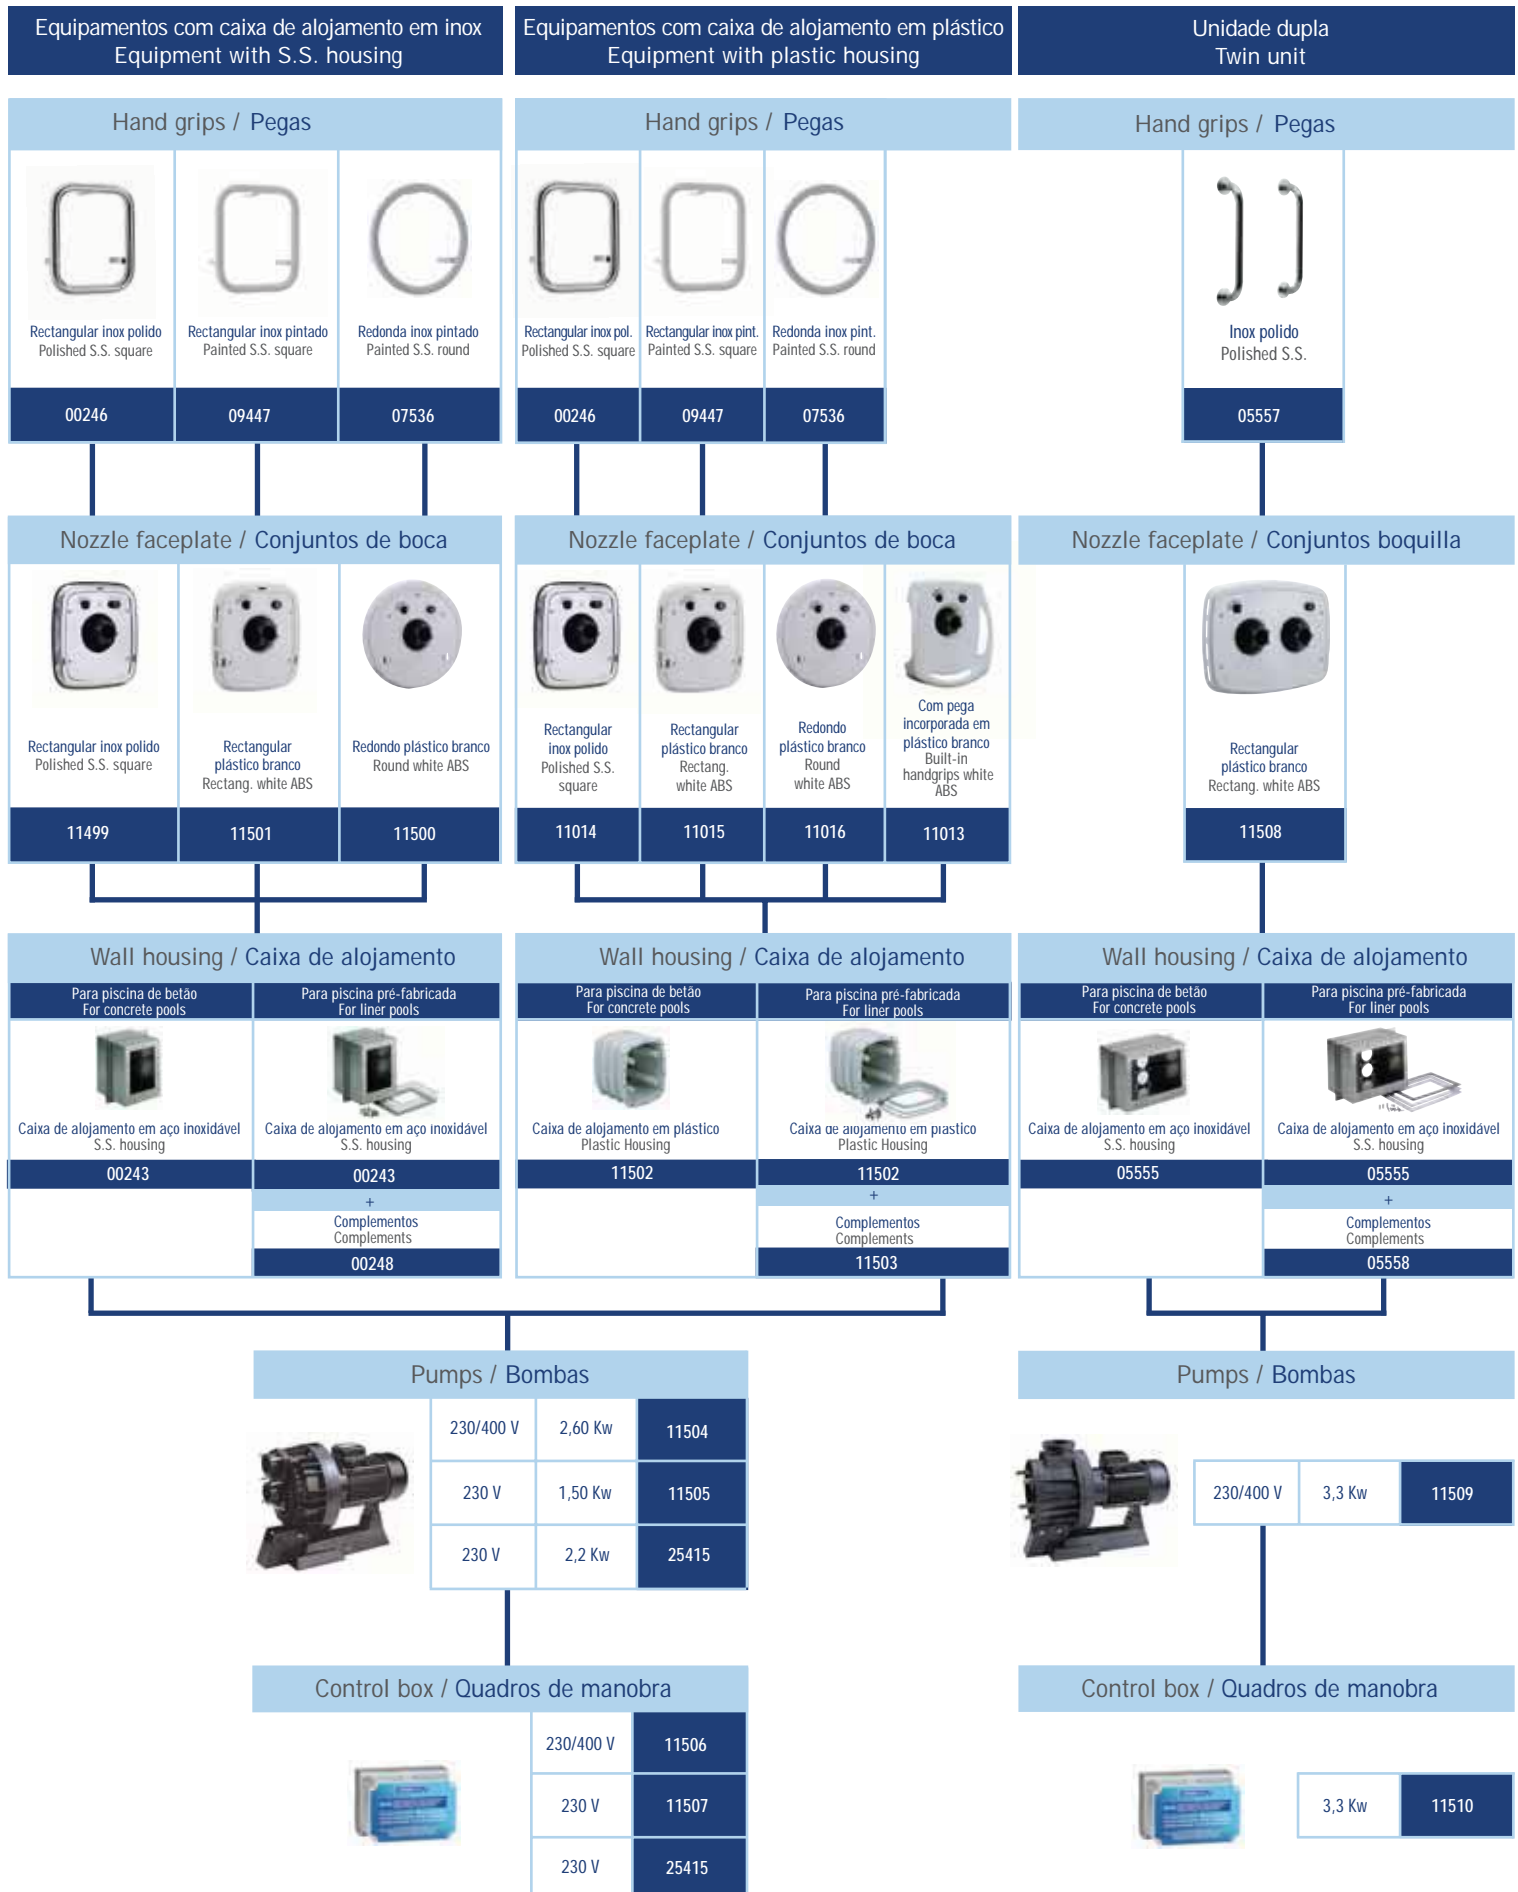 Equipamentos com caixa de alojamento em inox
Equipment with S.S. housing
Equipamentos com caixa de alojamento em plástico
Equipment with plastic housing
Unidade dupla
Twin unit
Hand grips / Pegas
Hand grips / Pegas
Hand grips / Pegas
Rectangular inox polido
Polished S.S. square
Rectangular inox pintado
Painted S.S. square
Redonda inox pintado
Painted S.S. round
Rectangular inox pol.
Polished S.S. square
Rectangular inox pint.
Painted S.S. square
Redonda inox pint.
Painted S.S. round
Inox polido
Polished S.S.
00246
09447
07536
00246
09447
07536
05557
Nozzle faceplate / Conjuntos de boca
Nozzle faceplate / Conjuntos de boca
Nozzle faceplate / Conjuntos boquilla
Rectangular inox polido
Polished S.S. square
Rectangular
plástico branco
Rectang. white ABS
Redondo plástico branco
Round white ABS
Rectangular
inox polido
Polished S.S.
square
Rectangular
plástico branco
Rectang.
white ABS
Redondo
plástico branco
Round
white ABS
Com pega
incorporada em
plástico branco
Built-in
handgrips white
ABS
Rectangular
plástico branco
Rectang. white ABS
11499
11501
11500
11014
11015
11016
11013
11508
Wall housing / Caixa de alojamento
Wall housing / Caixa de alojamento
Wall housing / Caixa de alojamento
Para piscina de betão
For concrete pools
Para piscina pré-fabricada
For liner pools
Para piscina de betão
For concrete pools
Para piscina pré-fabricada
For liner pools
Para piscina de betão
For concrete pools
Para piscina pré-fabricada
For liner pools
Caixa de alojamento em aço inoxidável
S.S. housing
Caixa de alojamento em aço inoxidável
S.S. housing
Caixa de alojamento em plástico
Plastic Housing
Caixa de alojamento em plástico
Plastic Housing
Caixa de alojamento em aço inoxidável
S.S. housing
Caixa de alojamento em aço inoxidável
S.S. housing
00243
00243
11502
11502
05555
05555
+
+
+
Complementos
Complements
Complementos
Complements
Complementos
Complements
00248
11503
05558
Pumps / Bombas
Pumps / Bombas
230/400 V 2,60 Kw 11504
230 V 1,50 Kw 11505
230 V 2,2 Kw 25415
230/400 V 3,3 Kw 11509
Control box / Quadros de manobra
Control box / Quadros de manobra
230/400 V 11506
230 V 11507
230 V 25415
3,3 Kw 11510